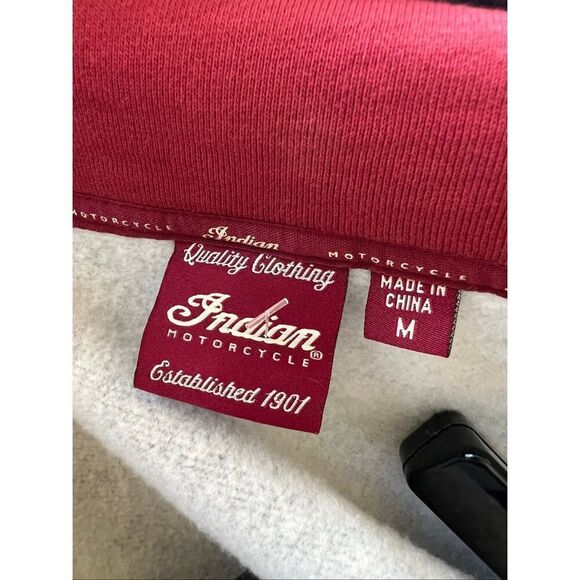 MOTORCYCLE Indian MOTORCYCLE
Quality Clothing
Indian
MOTORCYCLE ®
Established 1901
MADE IN
CHINA
M